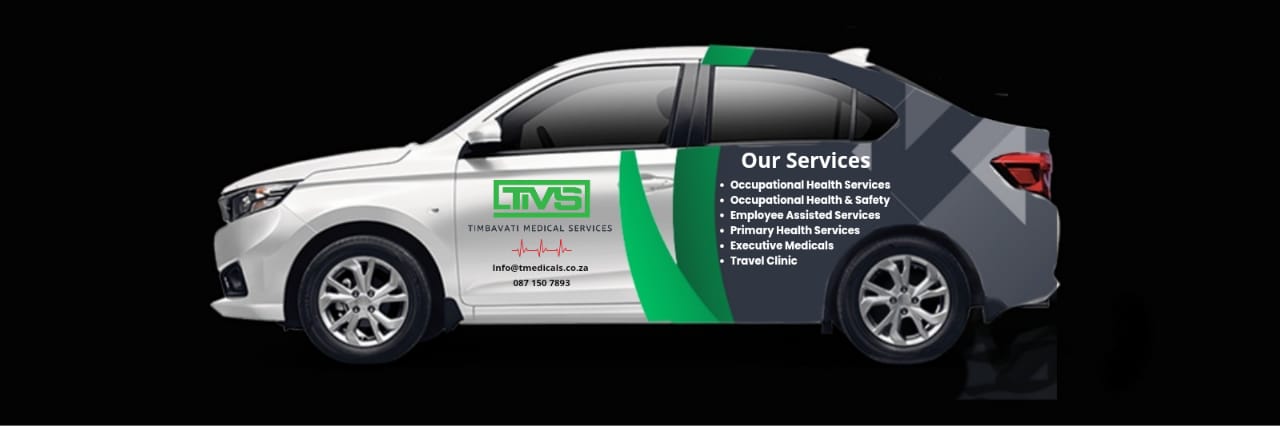 TMS
TIMBAVATI MEDICAL SERVICES
Info@tmedicals.co.za
087 150 7893
Our Services
• Occupational Health Services
• Occupational Health & Safety
• Employee Assisted Services
• Primary Health Services
• Executive Medicals
• Travel Clinic